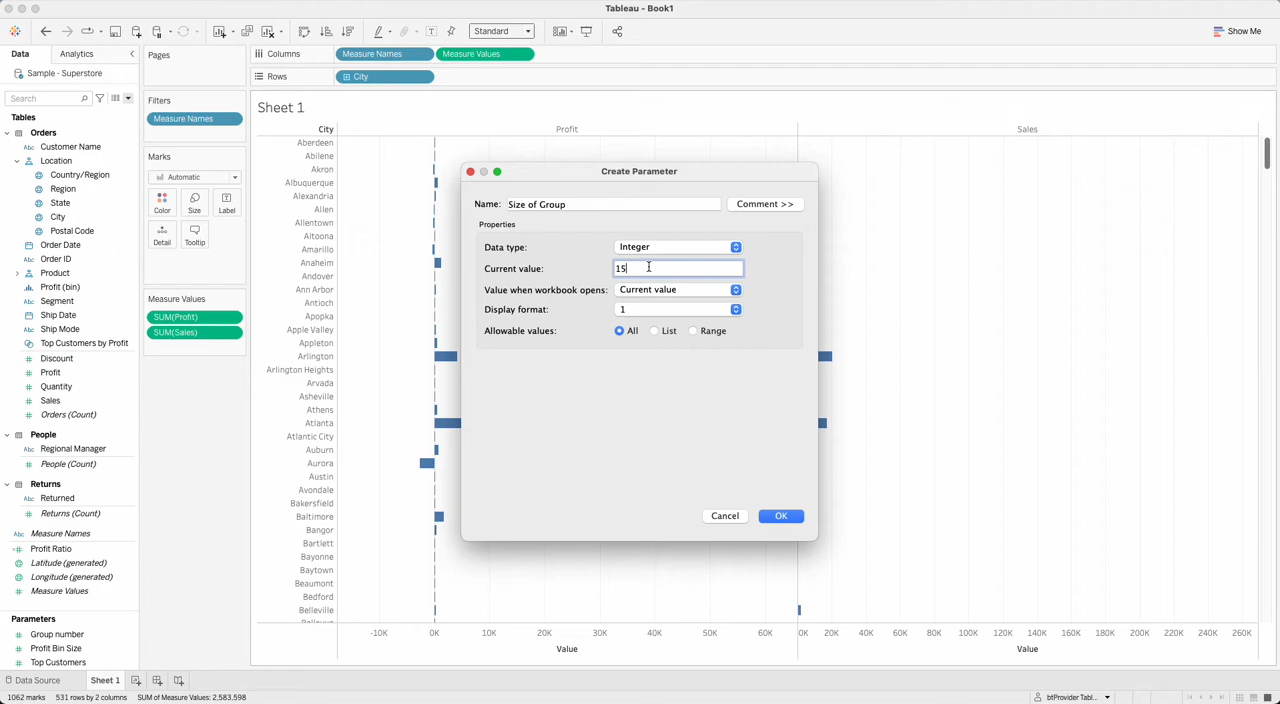 Tableau - Book1
Standard
Show Me
Data
Analytics
Sample - Superstore
Search
Tables
Orders
Abc Customer Name
Location
Country/Region
Region
State
City
Postal Code
Order Date
Abc Order ID
Product
Profit (bin)
Abc Segment
Ship Date
Abc Ship Mode
Top Customers by Profit
# Discount
# Profit
# Quantity
# Sales
# Orders (Count)
People
Abc Regional Manager
# People (Count)
Returns
Abc Returned
# Returns (Count)
Abc Measure Names
Profit Ratio
Latitude (generated)
Longitude (generated)
# Measure Values
Parameters
# Group number
# Profit Bin Size
# Top Customers
Pages
Filters
Measure Names
Marks
Automatic
Color
Size
Label
Detail
Tooltip
Measure Values
SUM(Profit)
SUM(Sales)
Columns
Measure Names
Measure Values
Rows
City
Sheet 1
City
Profit
Sales
Aberdeen
Abilene
Akron
Albuquerque
Alexandria
Allen
Allentown
Altoona
Amarillo
Anaheim
Andover
Ann Arbor
Antioch
Apopka
Apple Valley
Appleton
Arlington
Arlington Heights
Arvada
Asheville
Athens
Atlanta
Atlantic City
Auburn
Aurora
Austin
Avondale
Bakersfield
Baltimore
Bangor
Bartlett
Bayonne
Baytown
Beaumont
Bedford
Belleville
-10K 0K 10K 20K 30K 40K 50K 60K
Value
0K 20K 40K 60K 80K 100K 120K 140K 160K 180K 200K 220K 240K 260K
Value
Create Parameter
Name: Size of Group
Comment >>
Properties
Data type: Integer
Current value: 15
Value when workbook opens: Current value
Display format: 1
Allowable values: All List Range
Cancel
OK
Data Source
Sheet 1
1062 marks 531 rows by 2 columns SUM of Measure Values: 2,583,598
btProvider Tabl...